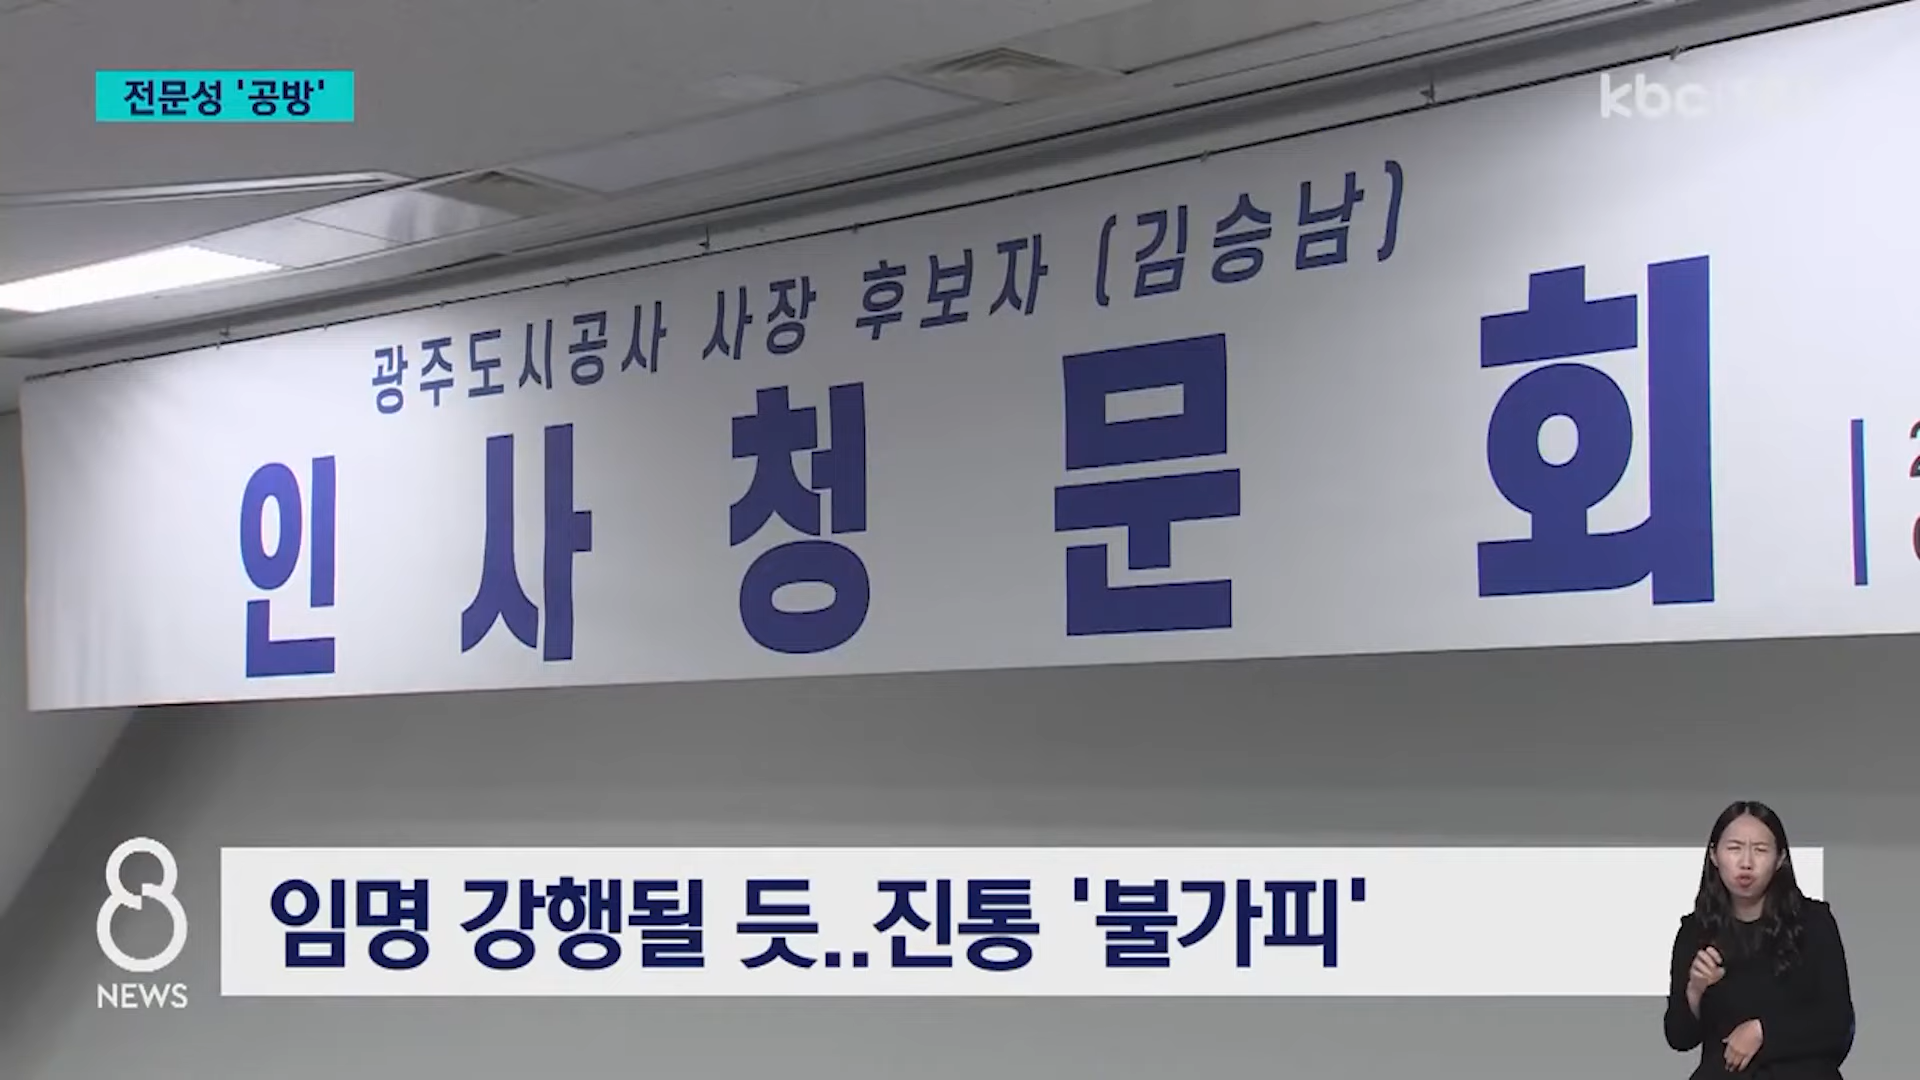 전문성 '공방'
kbc
광주도시공사 사장 후보자 (김승남)
인사청문회
8
NEWS
임명 강행될 듯..진통 '불가피'